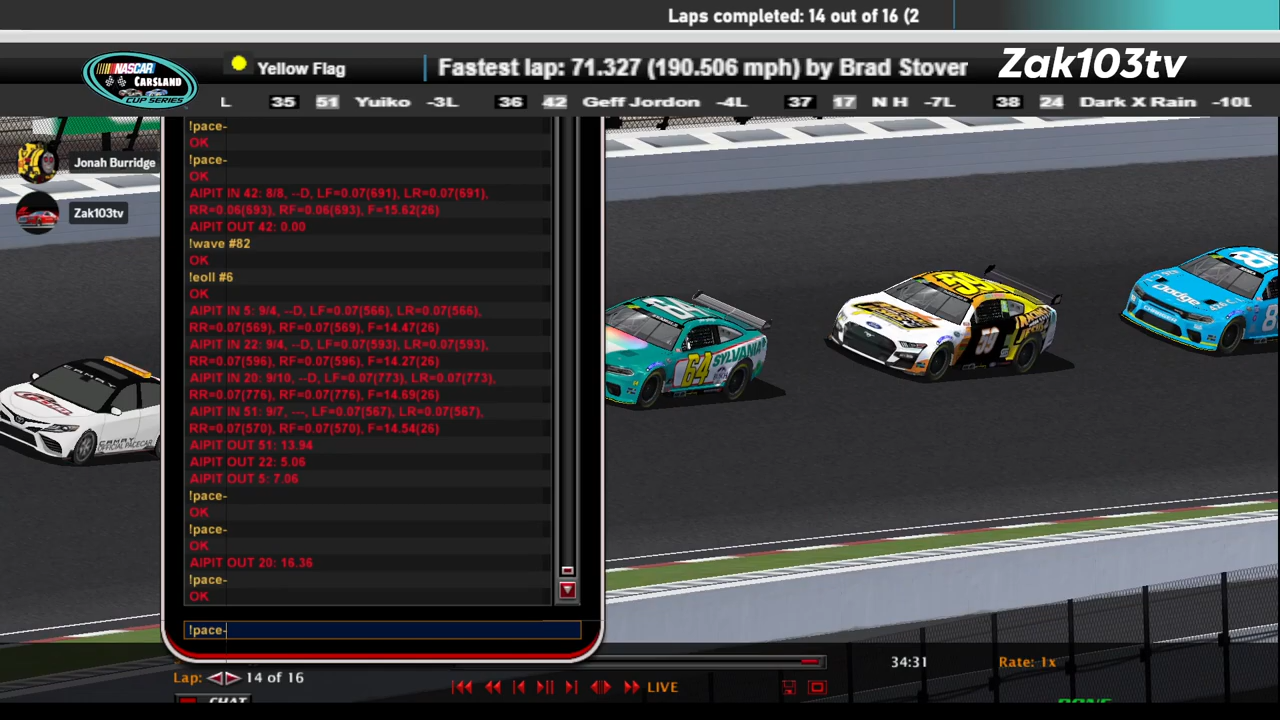 Laps completed: 14 out of 16 (2
NASCAR
CARSLAND
CUP SERIES
Yellow Flag
Fastest lap: 71.327 (190.506 mph) by Brad Stover
Zak103tv
L 35 51 Yuiko -3L 36 42 Geff Jordon -4L 37 17 N H -7L 38 24 Dark X Rain -10L
Jonah Burridge
Zak103tv
!pace-
OK
!pace-
OK
AIPIT IN 42: 8/8, --D, LF=0.07(691), LR=0.07(691),
RR=0.06(693), RF=0.06(693), F=15.62(26)
AIPIT OUT 42: 0.00
!wave #82
OK
!eoll #6
OK
AIPIT IN 5: 9/4, --D, LF=0.07(566), LR=0.07(566),
RR=0.07(569), RF=0.07(569), F=14.47(26)
AIPIT IN 22: 9/4, --D, LF=0.07(593), LR=0.07(593),
RR=0.07(596), RF=0.07(596), F=14.27(26)
AIPIT IN 20: 9/10, --D, LF=0.07(773), LR=0.07(773),
RR=0.07(776), RF=0.07(776), F=14.69(26)
AIPIT IN 51: 9/7, ---, LF=0.07(567), LR=0.07(567),
RR=0.07(570), RF=0.07(570), F=14.54(26)
AIPIT OUT 51: 13.94
AIPIT OUT 22: 5.06
AIPIT OUT 5: 7.06
!pace-
OK
!pace-
OK
AIPIT OUT 20: 16.36
!pace-
OK
!pace-
64 SYLVANIA
Dodge
OFFICIAL PACECAR
Lap: 14 of 16
LIVE
34:31
Rate: 1x
CHAT